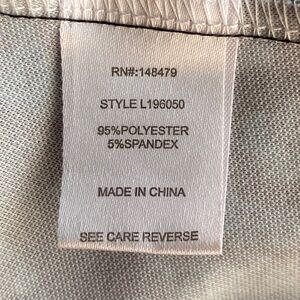 RN#:148479
STYLE L196050
95%POLYESTER
5%SPANDEX
MADE IN CHINA
SEE CARE REVERSE